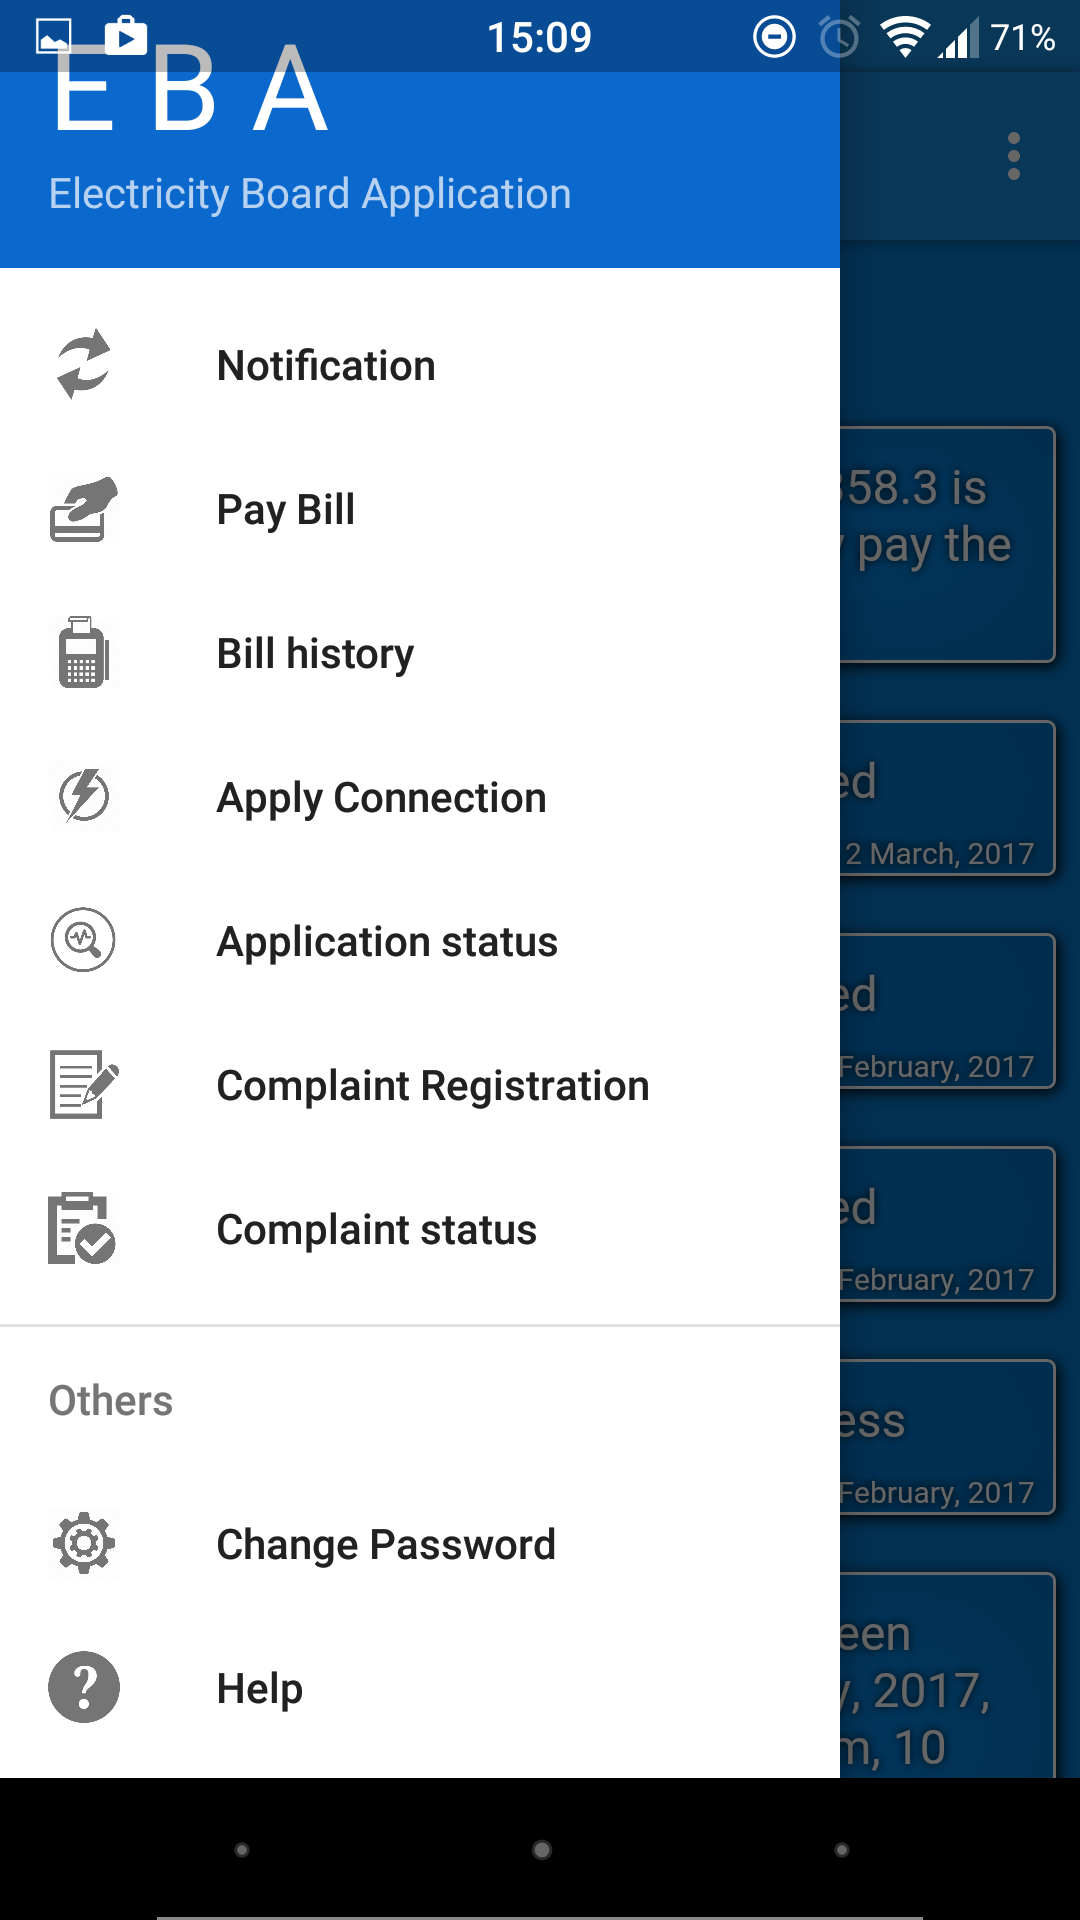 15:09
71%
E B A
Electricity Board Application
Notification
Pay Bill
Bill history
Apply Connection
Application status
Complaint Registration
Complaint status
Others
Change Password
Help
58.3 is
pay the
ed
2 March, 2017
ed
February, 2017
ed
February, 2017
ess
February, 2017
een
, 2017,
m, 10